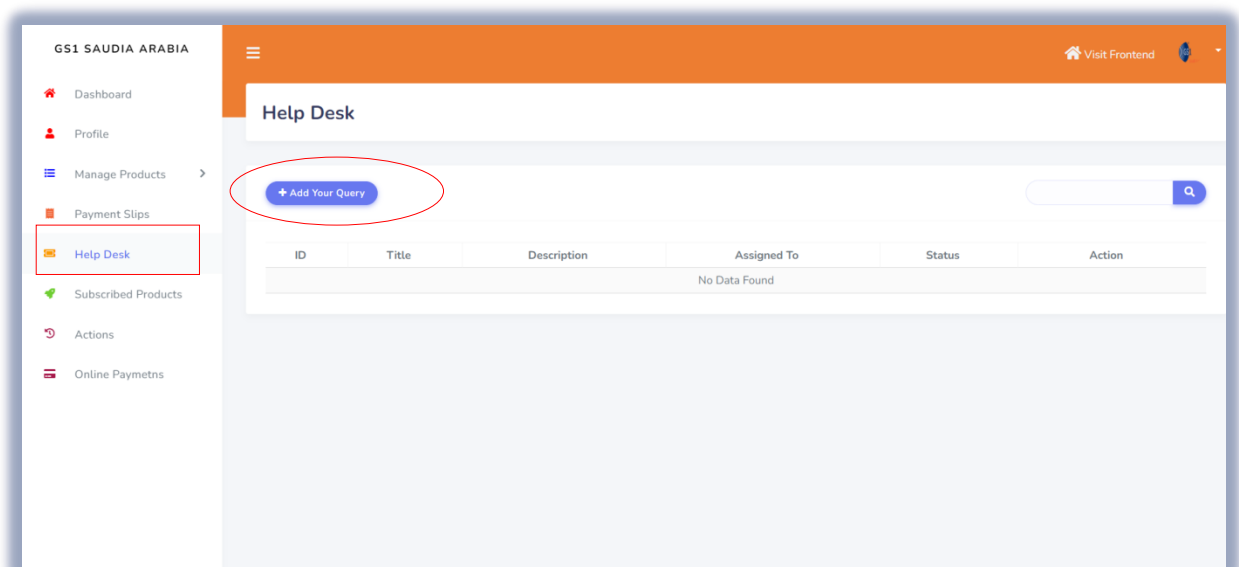 GS1 SAUDIA ARABIA
Visit Frontend
Dashboard
Help Desk
Profile
Manage Products
+ Add Your Query
Payment Slips
Help Desk
ID Title Description Assigned To Status Action
No Data Found
Subscribed Products
Actions
Online Paymetns